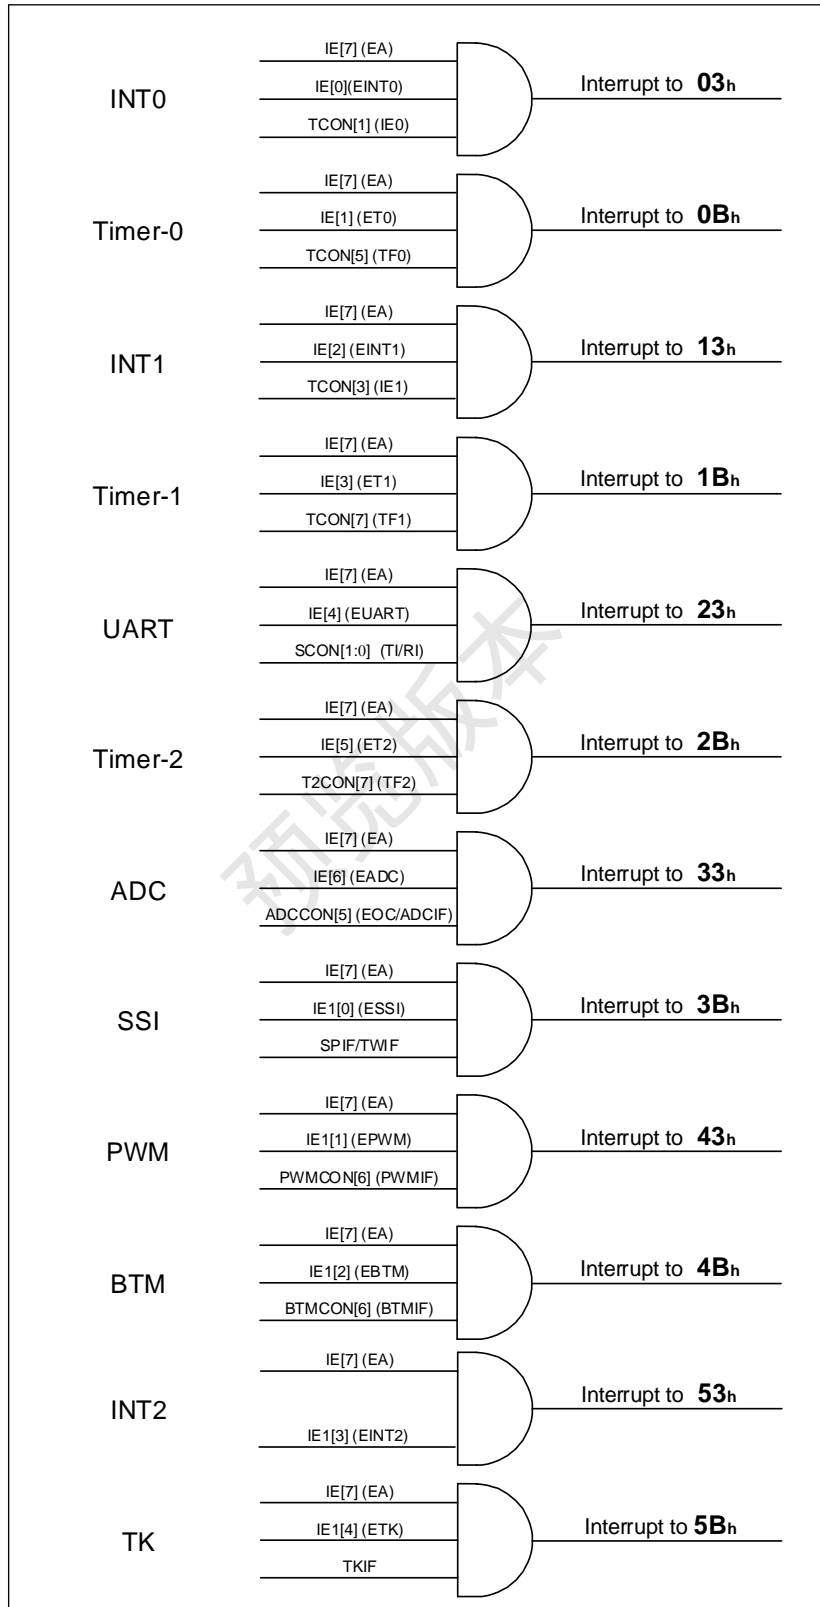 IE[7] (EA)
INT0
IE[0](EINT0)
Interrupt to 03h
TCON[1] (IE0)
IE[7] (EA)
Timer-0
IE[1] (ET0)
Interrupt to 0Bh
TCON[5] (TF0)
IE[7] (EA)
INT1
IE[2] (EINT1)
Interrupt to 13h
TCON[3] (IE1)
IE[7] (EA)
Timer-1
IE[3] (ET1)
Interrupt to 1Bh
TCON[7] (TF1)
IE[7] (EA)
UART
IE[4] (EUART)
Interrupt to 23h
SCON[1:0] (TI/RI)
IE[7] (EA)
Timer-2
IE[5] (ET2)
Interrupt to 2Bh
T2CON[7] (TF2)
IE[7] (EA)
ADC
IE[6] (EADC)
Interrupt to 33h
ADCCON[5] (EOC/ADCIF)
IE[7] (EA)
SSI
IE1[0] (ESSI)
Interrupt to 3Bh
SPIF/TWIF
IE[7] (EA)
PWM
IE1[1] (EPWM)
Interrupt to 43h
PWMCON[6] (PWMIF)
IE[7] (EA)
BTM
IE1[2] (EBTM)
Interrupt to 4Bh
BTMCON[6] (BTMIF)
IE[7] (EA)
INT2
Interrupt to 53h
IE1[3] (EINT2)
IE[7] (EA)
TK
IE1[4] (ETK)
Interrupt to 5Bh
TKIF
预览版本